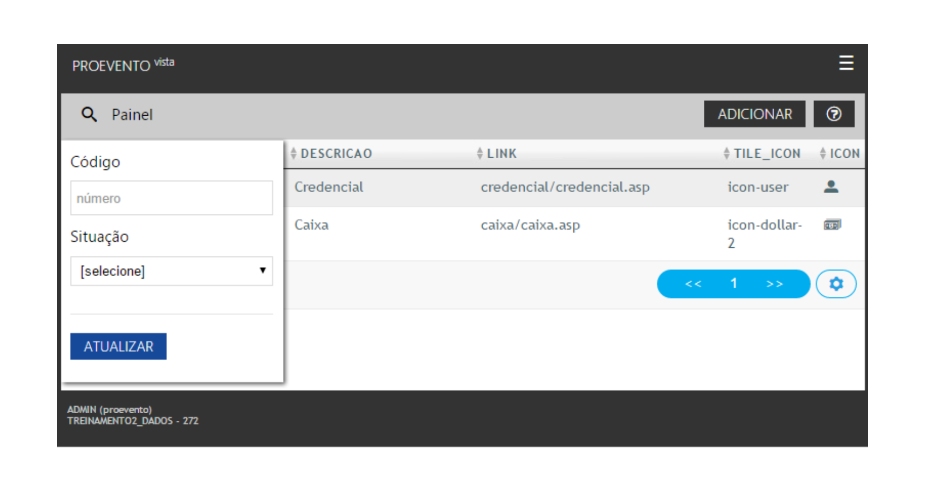 PROEVENTO vista
Painel
ADICIONAR
Código
número
Situação
[selecione]
ATUALIZAR
DESCRICAO LINK TILE_ICON ICON
Credencial credencial/credencial.asp icon-user
Caixa caixa/caixa.asp icon-dollar-
2
<< 1 >>
ADMIN (proevento)
TREINAMENTO2_DADOS - 272